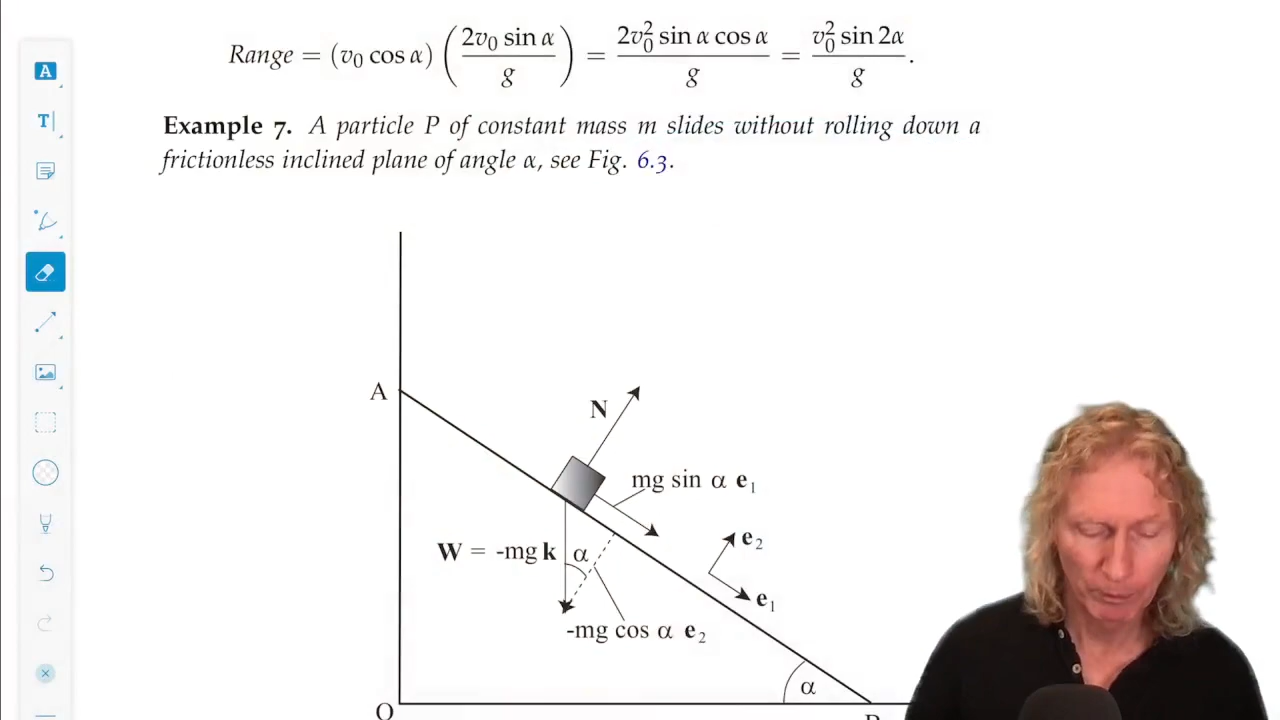 Range = (v₀ cos α) (2v₀ sin α / g) = 2v₀² sin α cos α / g = v₀² sin 2α / g.
Example 7. A particle P of constant mass m slides without rolling down a
frictionless inclined plane of angle α, see Fig. 6.3.
A
N
mg sin α e₁
W = -mg k
α
e₂
e₁
-mg cos α e₂
α
O
A
T